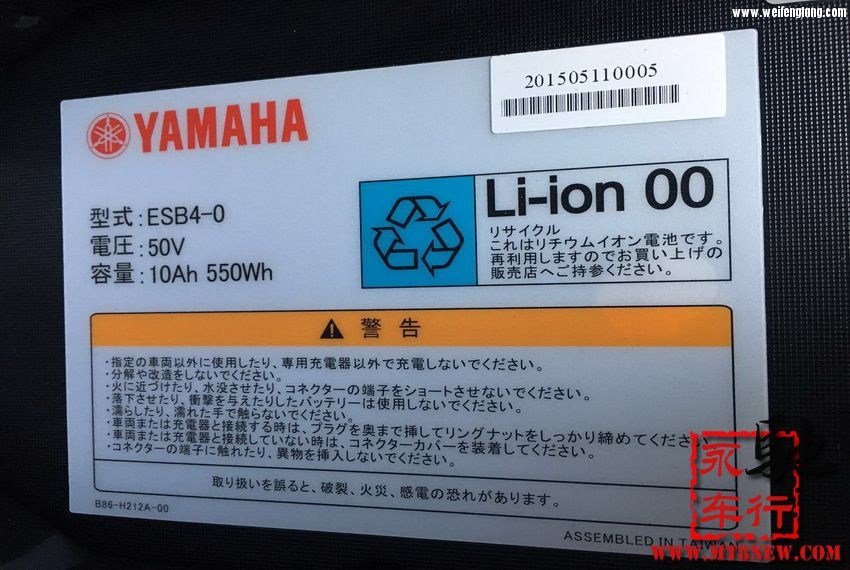 www.weifengtang.com
201505110005
YAMAHA
型式:ESB4-0
電圧:50V
容量:10Ah 550Wh
Li-ion 00
リサイクル
これはリチウムイオン電池です。
再利用しますのでお買い上げの
販売店へご持参ください。
警告
・指定の車両以外に使用したり、専用充電器以外で充電しないでください。
・分解や改造をしないでください。
・火に近づけたり、水没させたり、コネクターの端子をショートさせないでください。
・落下させたり、衝撃を与えたりしたバッテリーは使用しないでください。
・濡らしたり、濡れた手で触らないでください。
・車両または充電器と接続する時は、プラグを奥まで挿してリングナットをしっかり締めてください。
・車両または充電器と接続していない時は、コネクターカバーを装着してください。
・コネクターの端子に触れたり、異物を挿入しないでください。
取り扱いを誤ると、破裂、火災、感電の恐れがあります。
B86-H212A-00
ASSEMBLED IN TAIWAN
永
车行
WWW.MTBNEW.COM